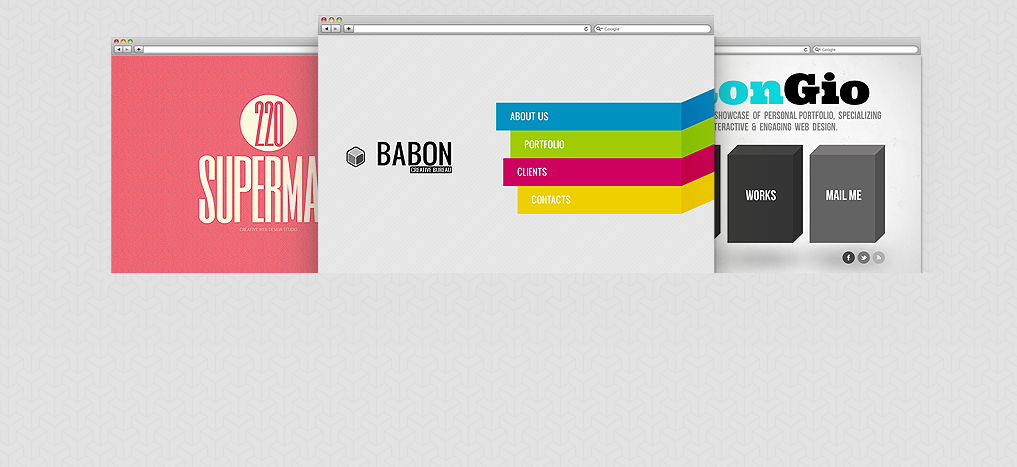 220
SUPERMA
CREATIVE WEB DESIGN STUDIO
Google
BABON
CREATIVE BUREAU
ABOUT US
PORTFOLIO
CLIENTS
CONTACTS
Google
onGio
SHOWCASE OF PERSONAL PORTFOLIO, SPECIALIZING
TERACTIVE & ENGAGING WEB DESIGN.
WORKS
MAIL ME